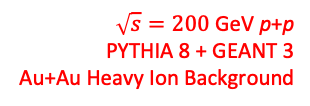 √s = 200 GeV p+p
PYTHIA 8 + GEANT 3
Au+Au Heavy Ion Background